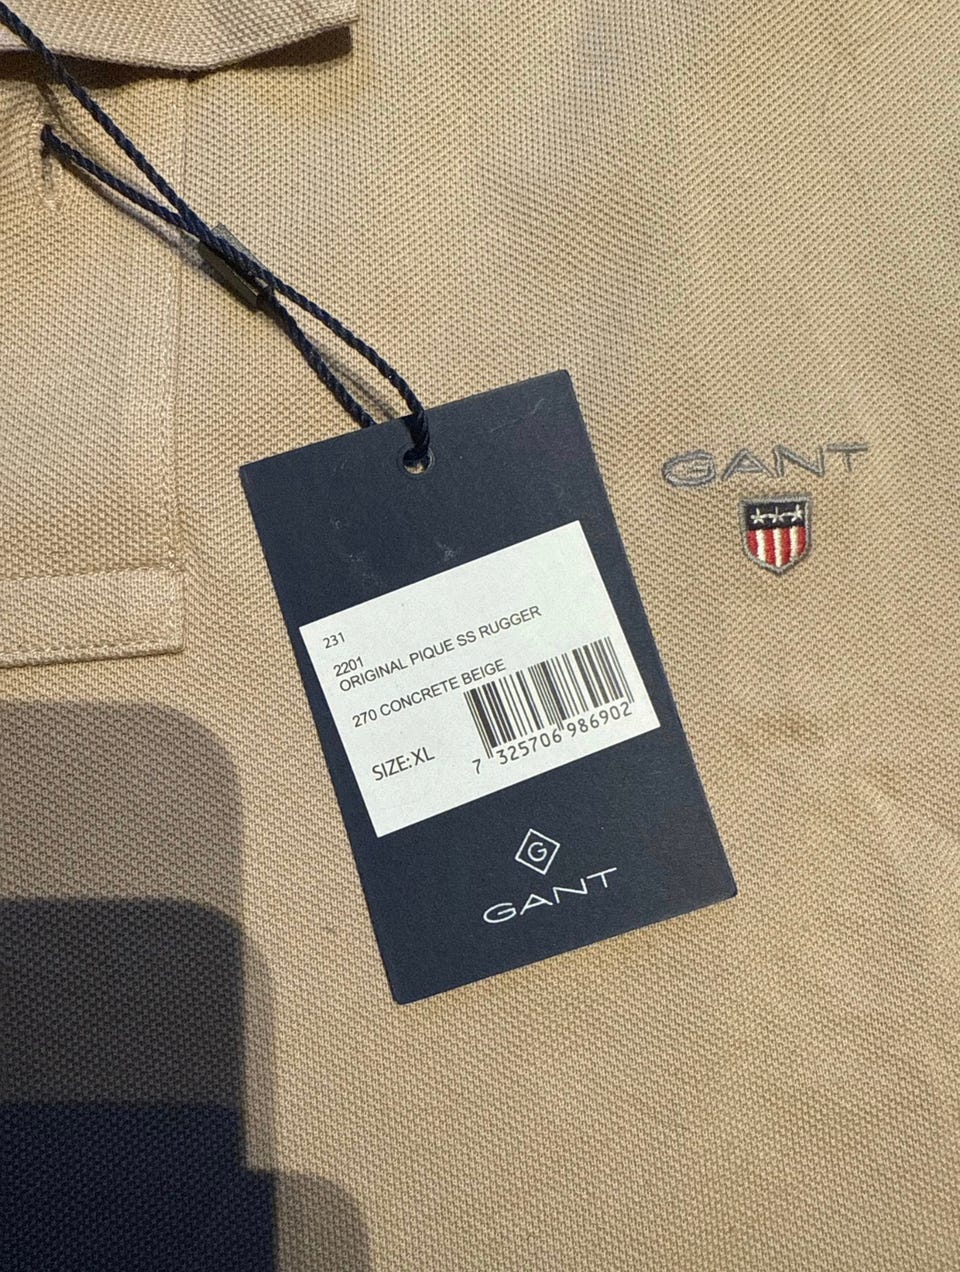 GANT
231
2201
ORIGINAL PIQUE SS RUGGER
270 CONCRETE BEIGE
SIZE:XL
7 325706 986902
G
GANT